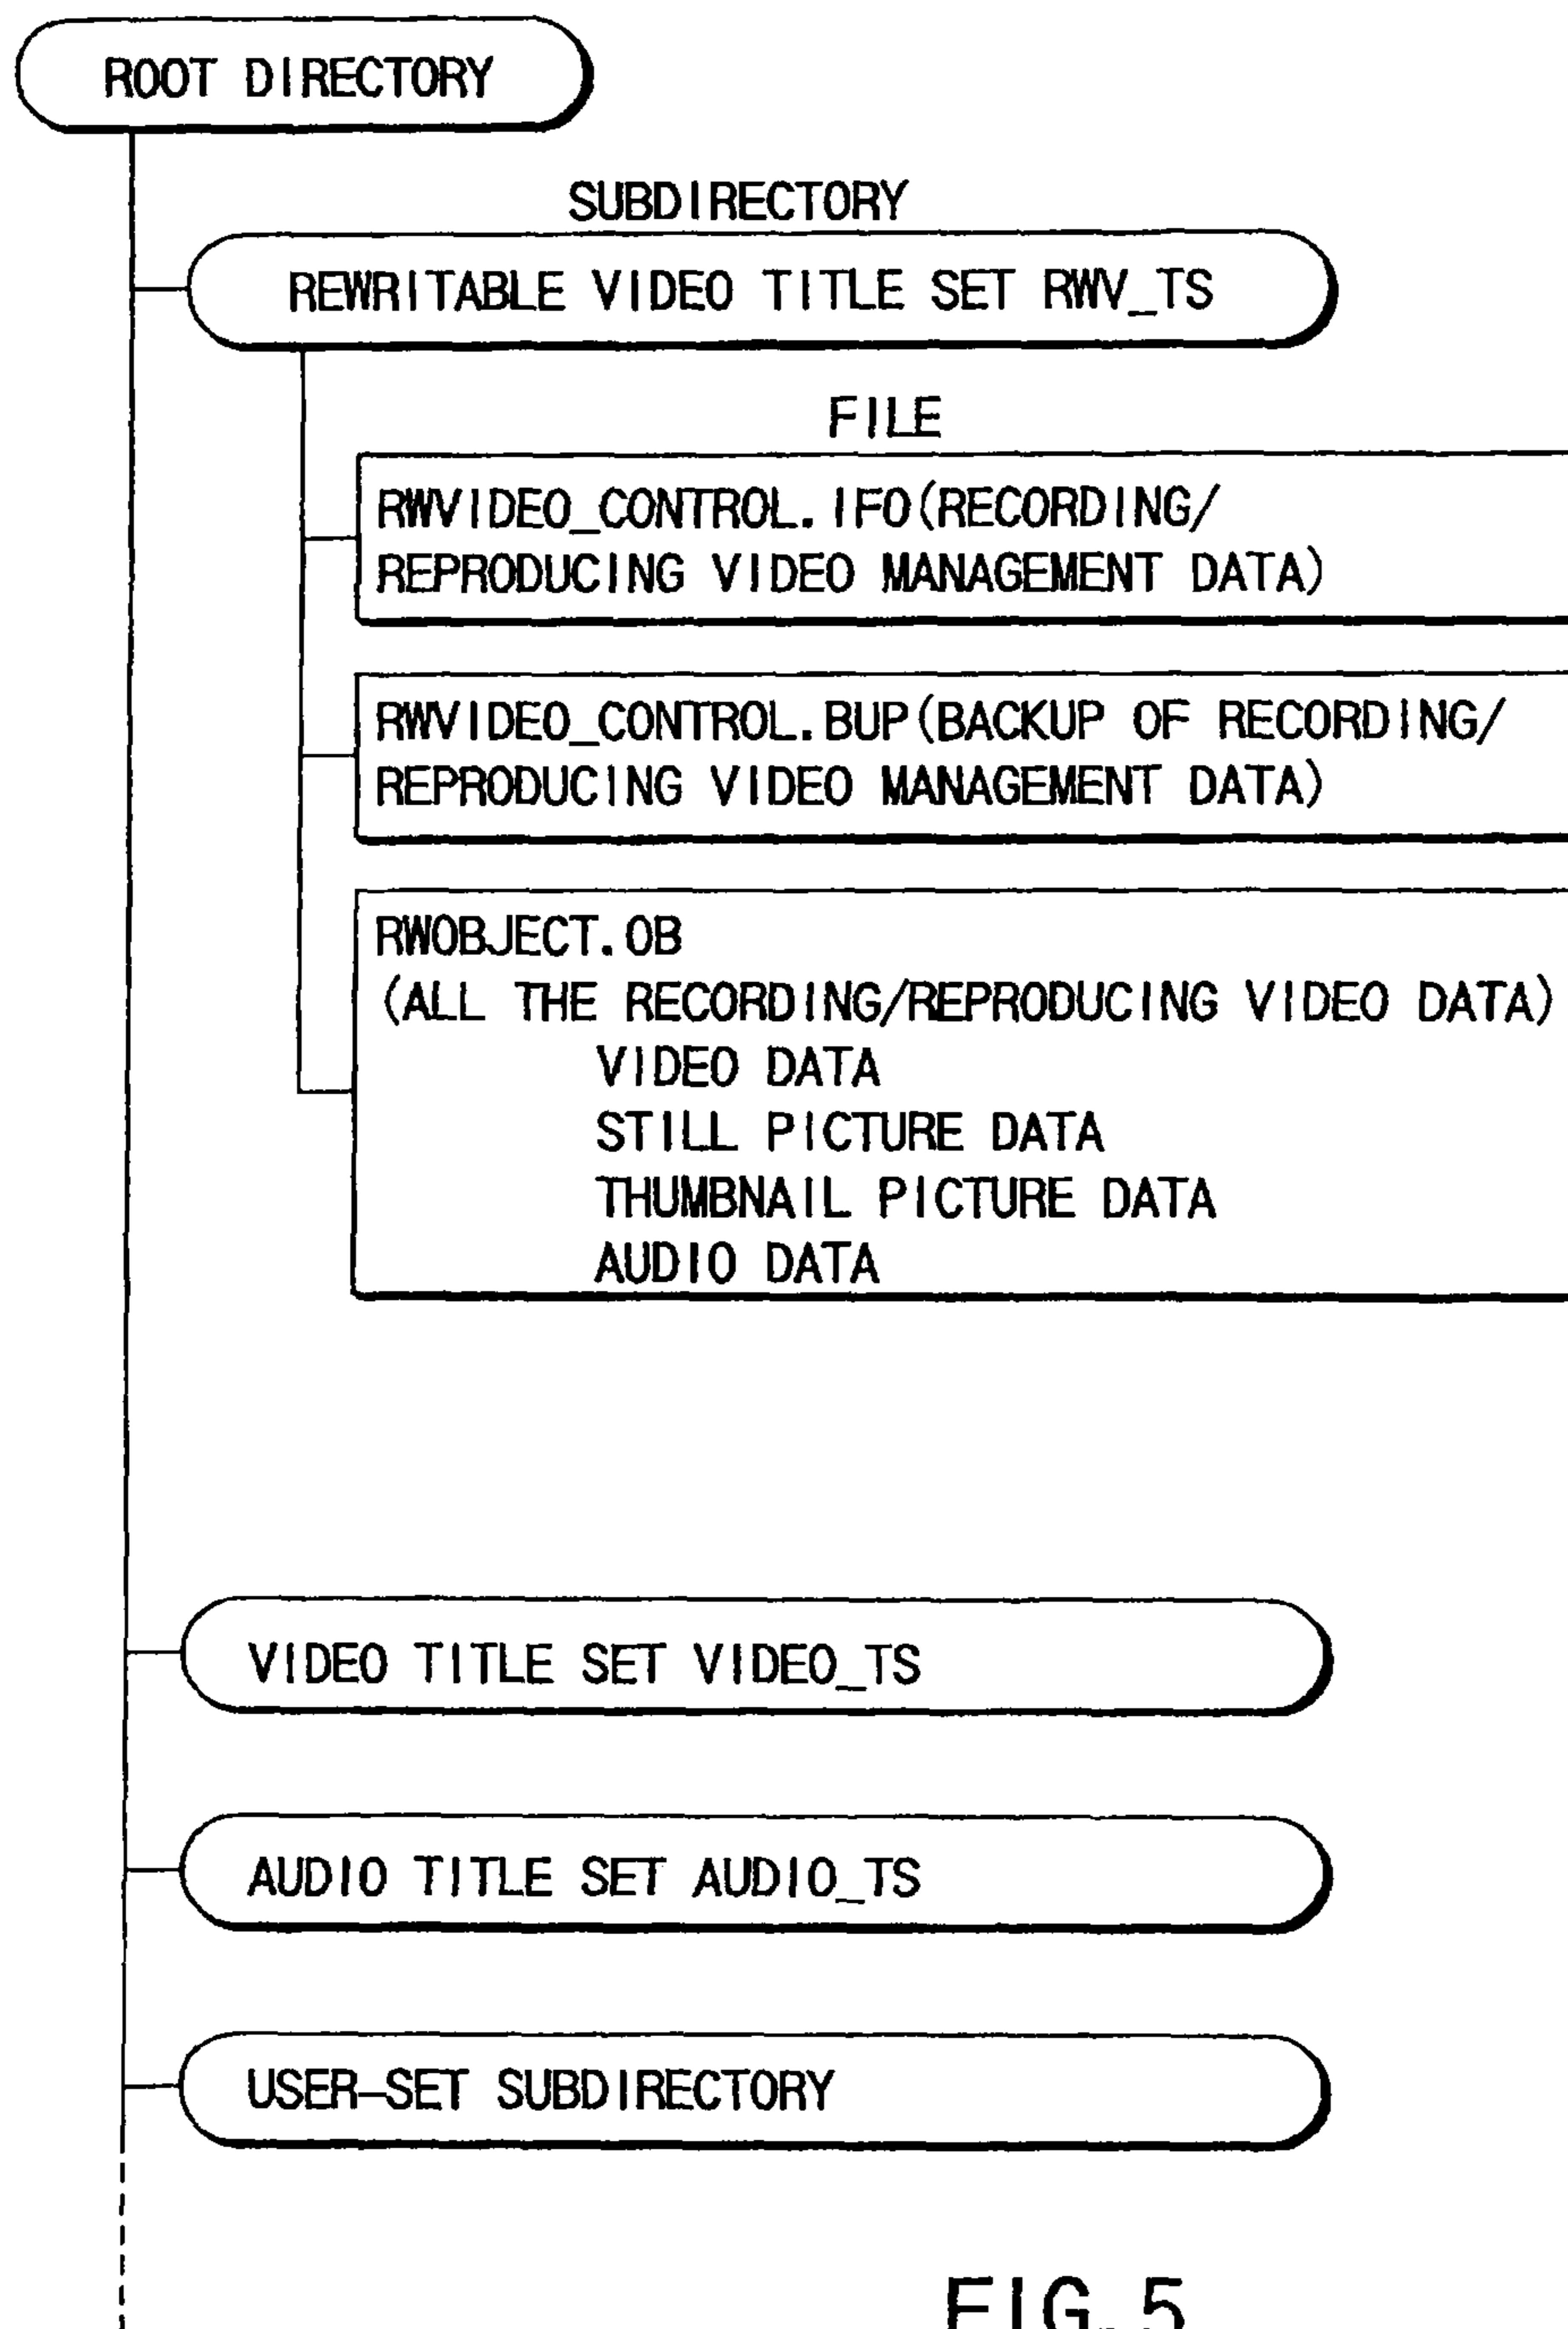 ROOT DIRECTORY
SUBDIRECTORY
REWRITABLE VIDEO TITLE SET RWV_TS
FILE
RWVIDEO_CONTROL.IFO(RECORDING/
REPRODUCING VIDEO MANAGEMENT DATA)
RWVIDEO_CONTROL.BUP(BACKUP OF RECORDING/
REPRODUCING VIDEO MANAGEMENT DATA)
RWOBJECT.OB
(ALL THE RECORDING/REPRODUCING VIDEO DATA)
VIDEO DATA
STILL PICTURE DATA
THUMBNAIL PICTURE DATA
AUDIO DATA
VIDEO TITLE SET VIDEO_TS
AUDIO TITLE SET AUDIO_TS
USER-SET SUBDIRECTORY
FIG.5